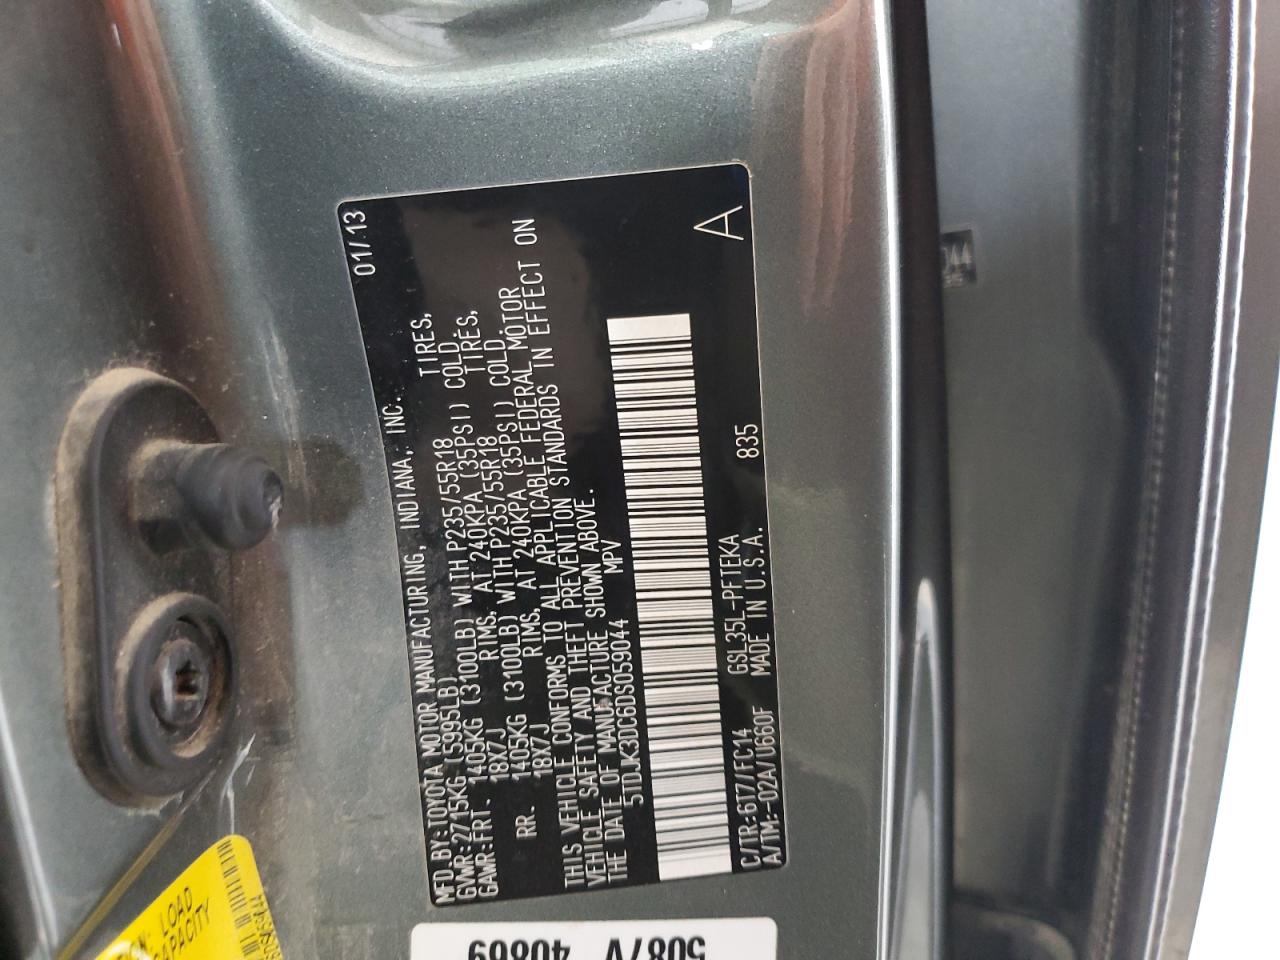 MFD.BY:TOYOTA MOTOR MANUFACTURING, INDIANA, INC. 01/13
GVWR:2715KG (5995LB)
GAWR:FRT. 1405KG (3100LB) WITH P235/55R18 TIRES,
18X7J RIMS, AT 240KPA (35PSI) COLD.
RR. 1405KG (3100LB) WITH P235/55R18 TIRES,
18X7J RIMS, AT 240KPA (35PSI) COLD.
THIS VEHICLE CONFORMS TO ALL APPLICABLE FEDERAL MOTOR
VEHICLE SAFETY AND THEFT PREVENTION STANDARDS IN EFFECT ON
THE DATE OF MANUFACTURE SHOWN ABOVE.
5TDJK3DC6DS059044 MPV
A
C/TR:6T7/FC14 GSL35L-PFTEKA
A/TM:-02A/U660F MADE IN U.S.A. 835
LOAD
CAPACITY
5087V
40869